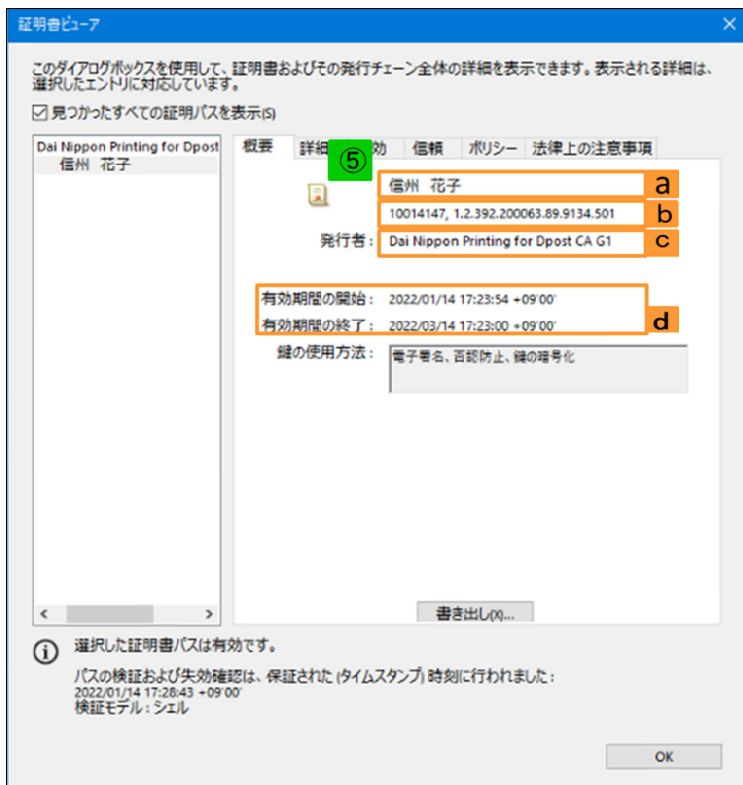 証明書ビューア
このダイアログボックスを使用して、証明書およびその発行チェーン全体の詳細を表示できます。表示される詳細は、
選択したエントリに対応しています。
見つかったすべての証明パスを表示(S)
Dai Nippon Printing for Dpost
信州 花子
概要 詳細 効 信頼 ポリシー 法律上の注意事項
⑤
信州 花子 a
10014147, 1.2.392.200063.89.9134.501 b
発行者: Dai Nippon Printing for Dpost CA G1 c
有効期間の開始: 2022/01/14 17:23:54 +09'00'
有効期間の終了: 2022/03/14 17:23:00 +09'00' d
鍵の使用方法: 電子署名、否認防止、鍵の暗号化
書き出し(X)...
選択した証明書パスは有効です。
パスの検証および失効確認は、保証された (タイムスタンプ) 時刻に行われました:
2022/01/14 17:28:43 +09'00'
検証モデル: シェル
OK